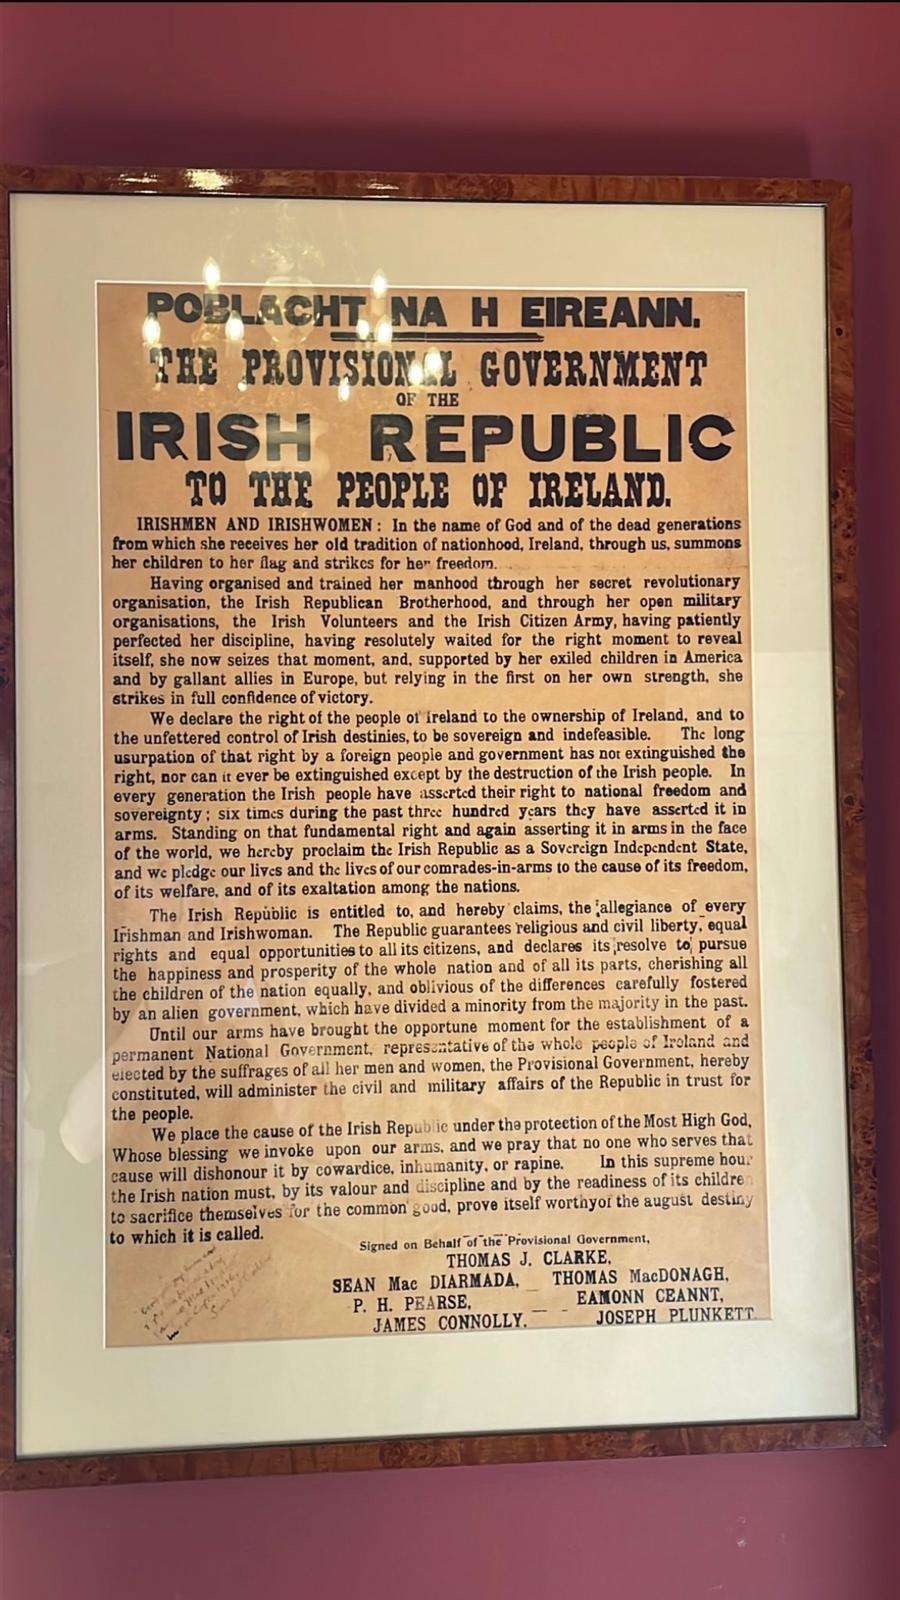 POBLACHT NA H EIREANN.
THE PROVISIONAL GOVERNMENT
OF THE
IRISH REPUBLIC
TO THE PEOPLE OF IRELAND.
IRISHMEN AND IRISHWOMEN : In the name of God and of the dead generations
from which she receives her old tradition of nationhood, Ireland, through us, summons
her children to her flag and strikes for her freedom.
Having organised and trained her manhood through her secret revolutionary
organisation, the Irish Republican Brotherhood, and through her open military
organisations, the Irish Volunteers and the Irish Citizen Army, having patiently
perfected her discipline, having resolutely waited for the right moment to reveal
itself, she now seizes that moment, and, supported by her exiled children in America
and by gallant allies in Europe, but relying in the first on her own strength, she
strikes in full confidence of victory.
We declare the right of the people of Ireland to the ownership of Ireland, and to
the unfettered control of Irish destinies, to be sovereign and indefeasible. The long
usurpation of that right by a foreign people and government has not extinguished the
right, nor can it ever be extinguished except by the destruction of the Irish people. In
every generation the Irish people have asserted their right to national freedom and
sovereignty ; six times during the past three hundred years they have asserted it in
arms. Standing on that fundamental right and again asserting it in arms in the face
of the world, we hereby proclaim the Irish Republic as a Sovereign Independent State,
and we pledge our lives and the lives of our comrades-in-arms to the cause of its freedom,
of its welfare, and of its exaltation among the nations.
The Irish Republic is entitled to, and hereby claims, the allegiance of every
Irishman and Irishwoman. The Republic guarantees religious and civil liberty, equal
rights and equal opportunities to all its citizens, and declares its resolve to pursue
the happiness and prosperity of the whole nation and of all its parts, cherishing all
the children of the nation equally, and oblivious of the differences carefully fostered
by an alien government, which have divided a minority from the majority in the past.
Until our arms have brought the opportune moment for the establishment of a
permanent National Government, representative of the whole people of Ireland and
elected by the suffrages of all her men and women, the Provisional Government, hereby
constituted, will administer the civil and military affairs of the Republic in trust for
the people.
We place the cause of the Irish Republic under the protection of the Most High God,
Whose blessing we invoke upon our arms, and we pray that no one who serves that
cause will dishonour it by cowardice, inhumanity, or rapine. In this supreme hour
the Irish nation must, by its valour and discipline and by the readiness of its children
to sacrifice themselves for the common good, prove itself worthy of the august destiny
to which it is called.
Signed on Behalf of the Provisional Government,
THOMAS J. CLARKE,
SEAN Mac DIARMADA, THOMAS MacDONAGH,
P. H. PEARSE, EAMONN CEANNT,
JAMES CONNOLLY. JOSEPH PLUNKETT.